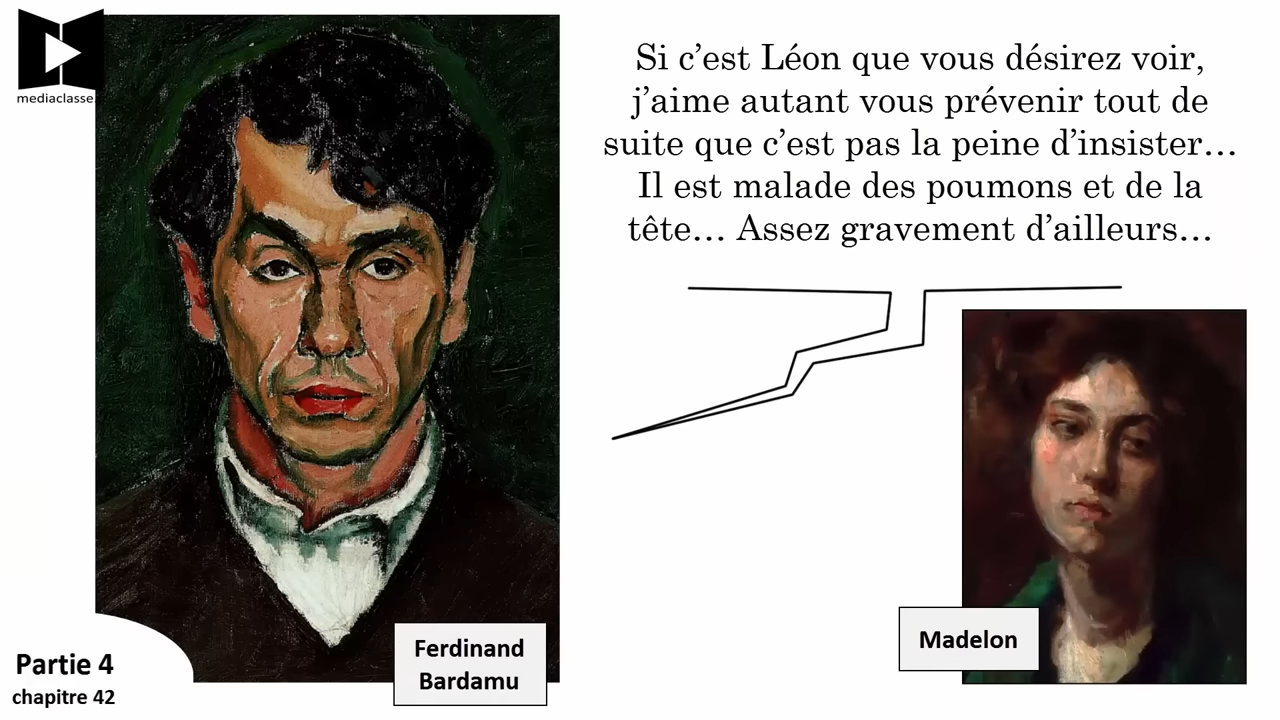 mediaclasse.
Si c’est Léon que vous désirez voir,
j’aime autant vous prévenir tout de
suite que c’est pas la peine d’insister…
Il est malade des poumons et de la
tête… Assez gravement d’ailleurs…
Madelon
Ferdinand
Bardamu
Partie 4
chapitre 42